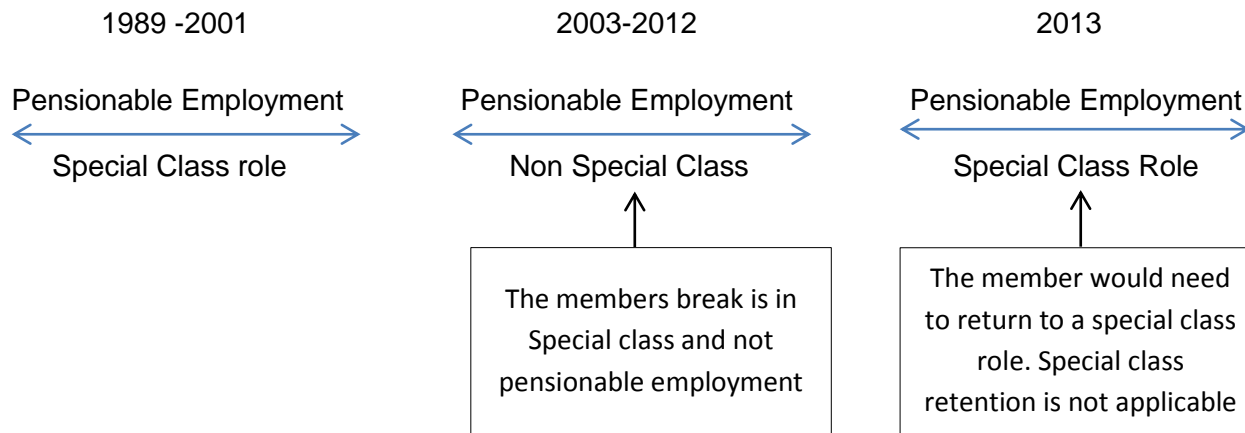 1989 -2001
2003-2012
2013
Pensionable Employment
Pensionable Employment
Pensionable Employment
Special Class role
Non Special Class
Special Class Role
The members break is in
Special class and not
pensionable employment
The member would need
to return to a special class
role. Special class
retention is not applicable